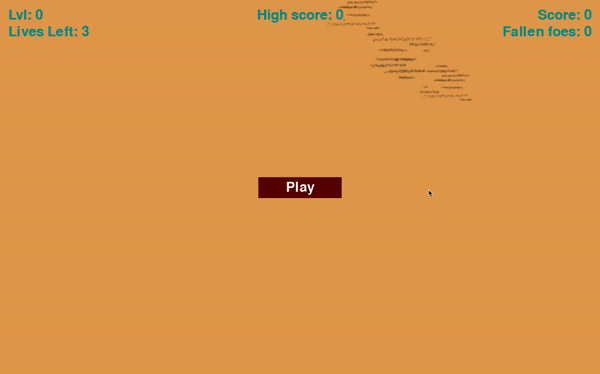 Lvl: 0
High score: 0
Score: 0
Lives Left: 3
Fallen foes: 0
Play